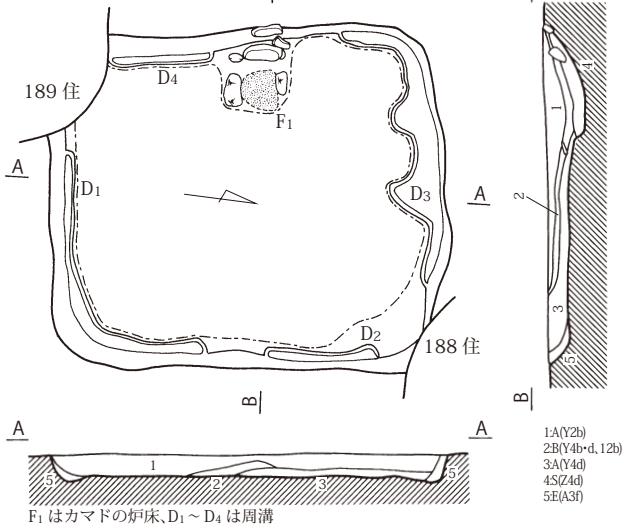 189 住
D4
F1
A
D1
D3
A
D2
188 住
B
B
1
2
3
4
5
A
A
1
2
3
5
5
1:A(Y2b)
2:B(Y4b・d、12b)
3:A(Y4d)
4:S(Z4d)
5:E(A3f)
F1 はカマドの炉床、D1～D4 は周溝